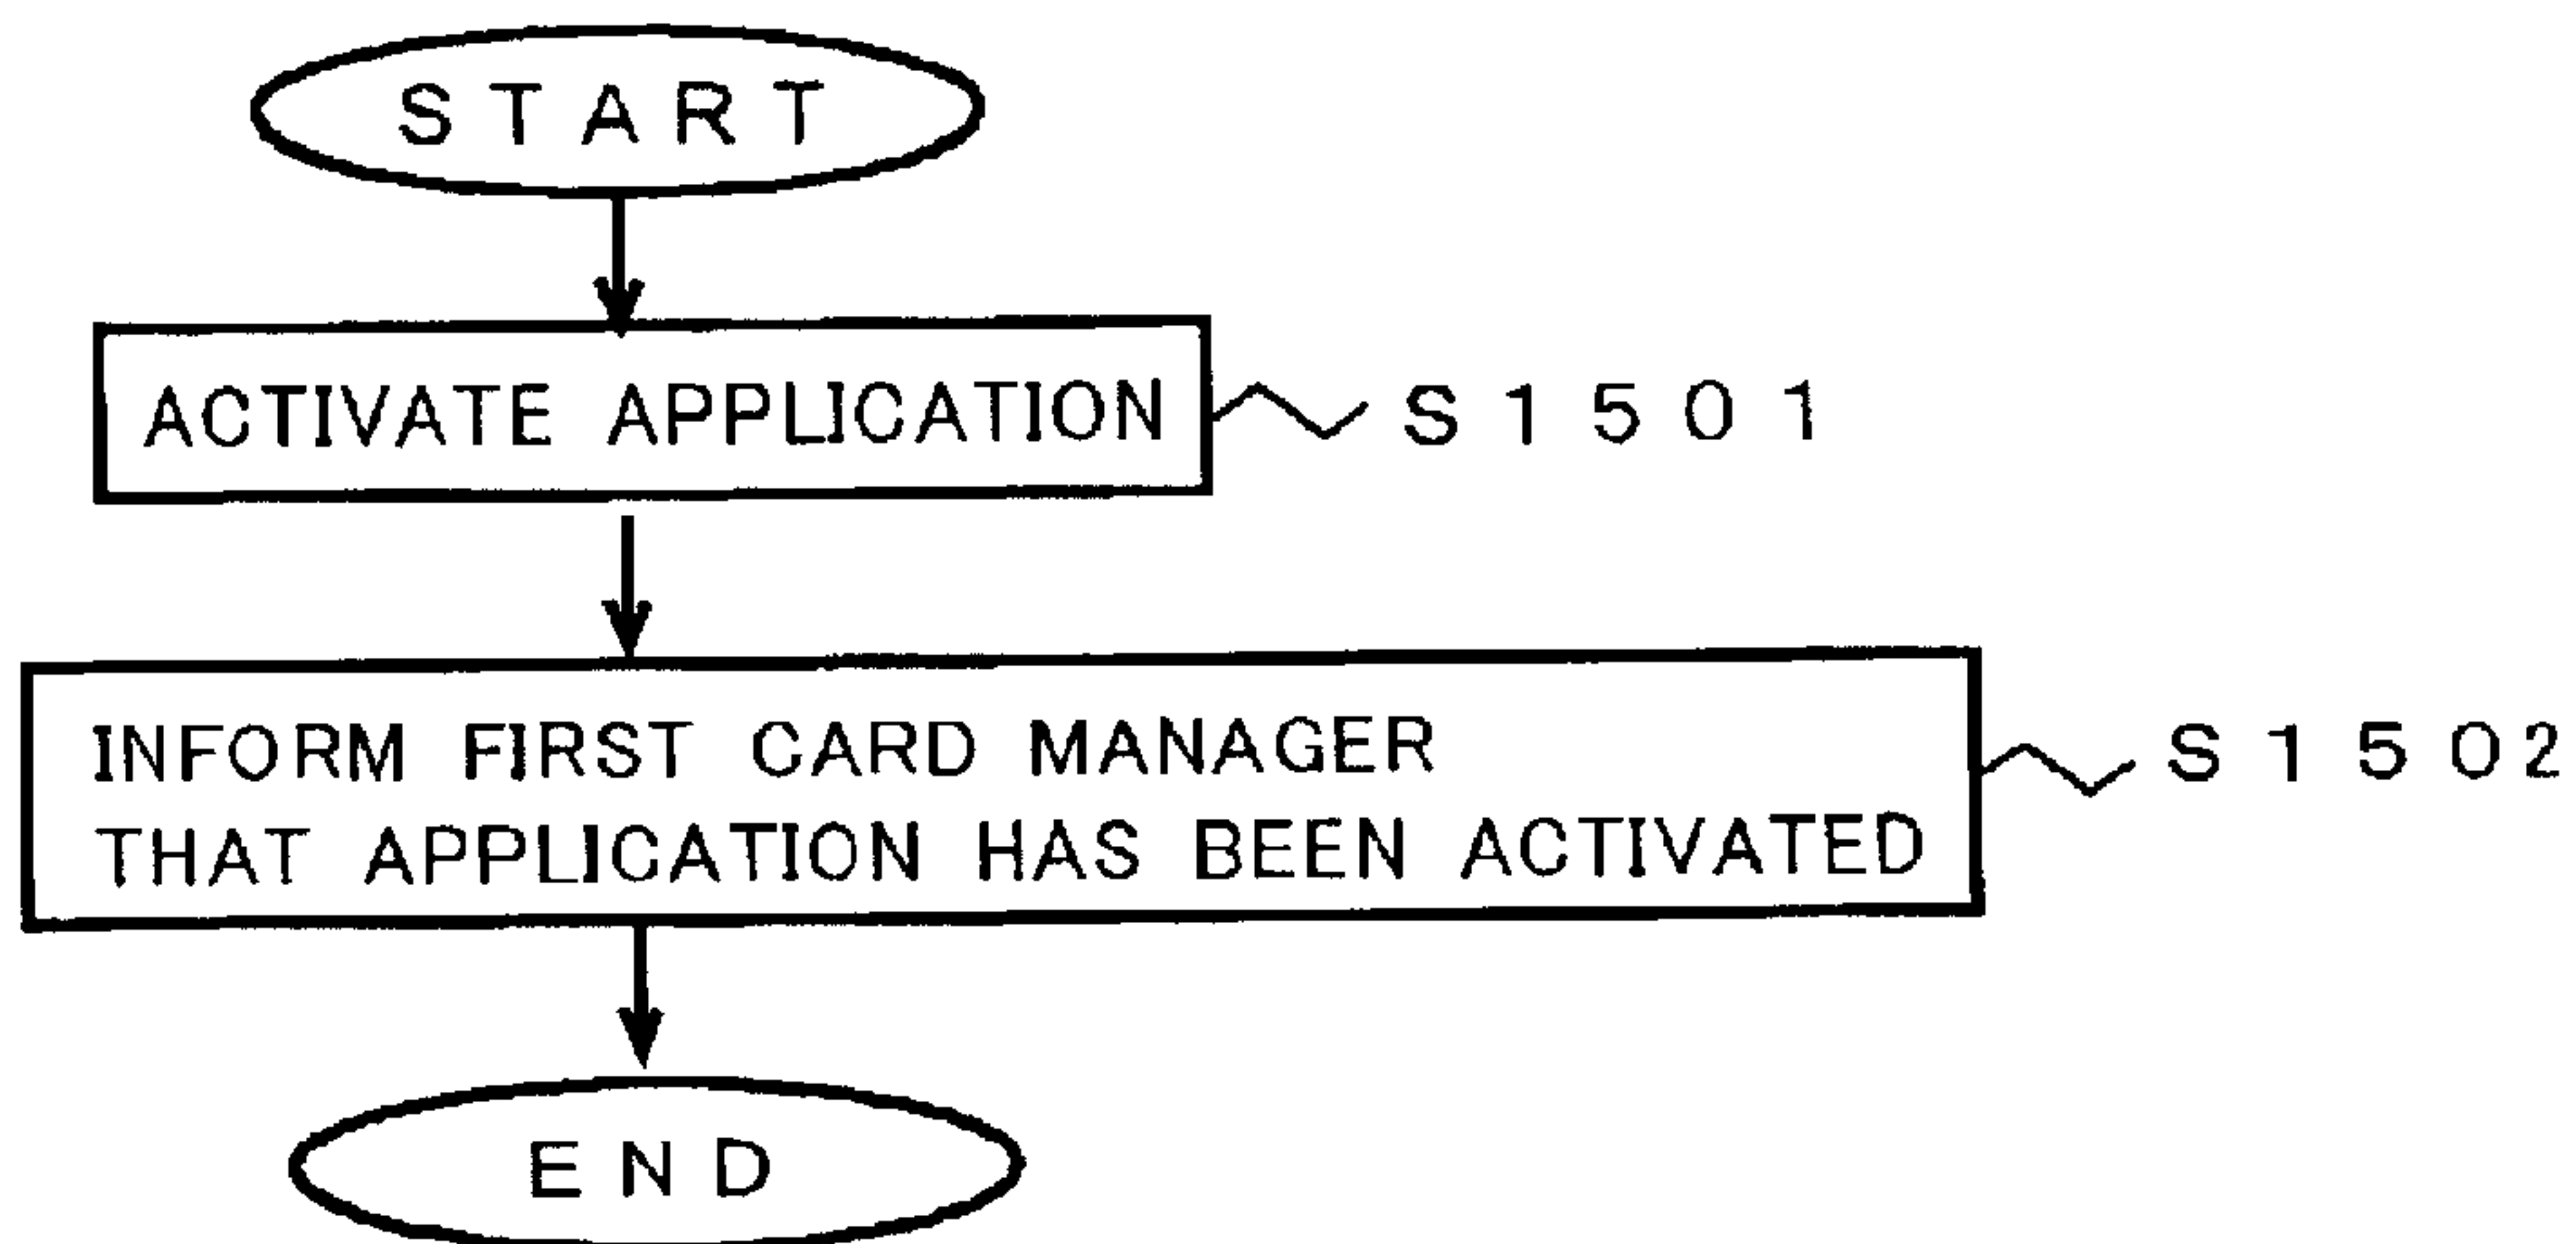 START
ACTIVATE APPLICATION
S1501
INFORM FIRST CARD MANAGER
THAT APPLICATION HAS BEEN ACTIVATED
S1502
END